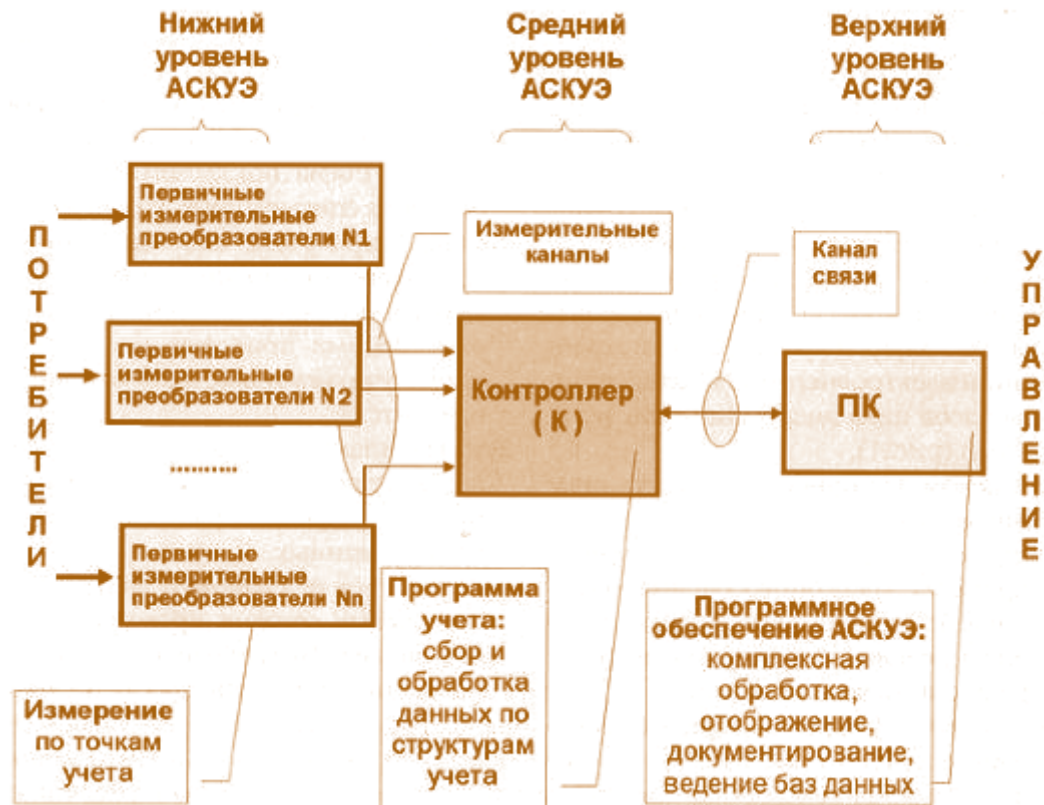 Нижний
уровень
АСКУЭ
Средний
уровень
АСКУЭ
Верхний
уровень
АСКУЭ
ПОТРЕБИТЕЛИ
Первичные
измерительные
преобразователи N1
Измерительные
каналы
Канал
связи
УПРАВЛЕНИЕ
Первичные
измерительные
преобразователи N2
Контроллер
( К )
ПК
..........
Первичные
измерительные
преобразователи Nn
Измерение
по точкам
учета
Программа
учета:
сбор и
обработка
данных по
структурам
учета
Программное
обеспечение АСКУЭ:
комплексная
обработка,
отображение,
документирование,
ведение баз данных